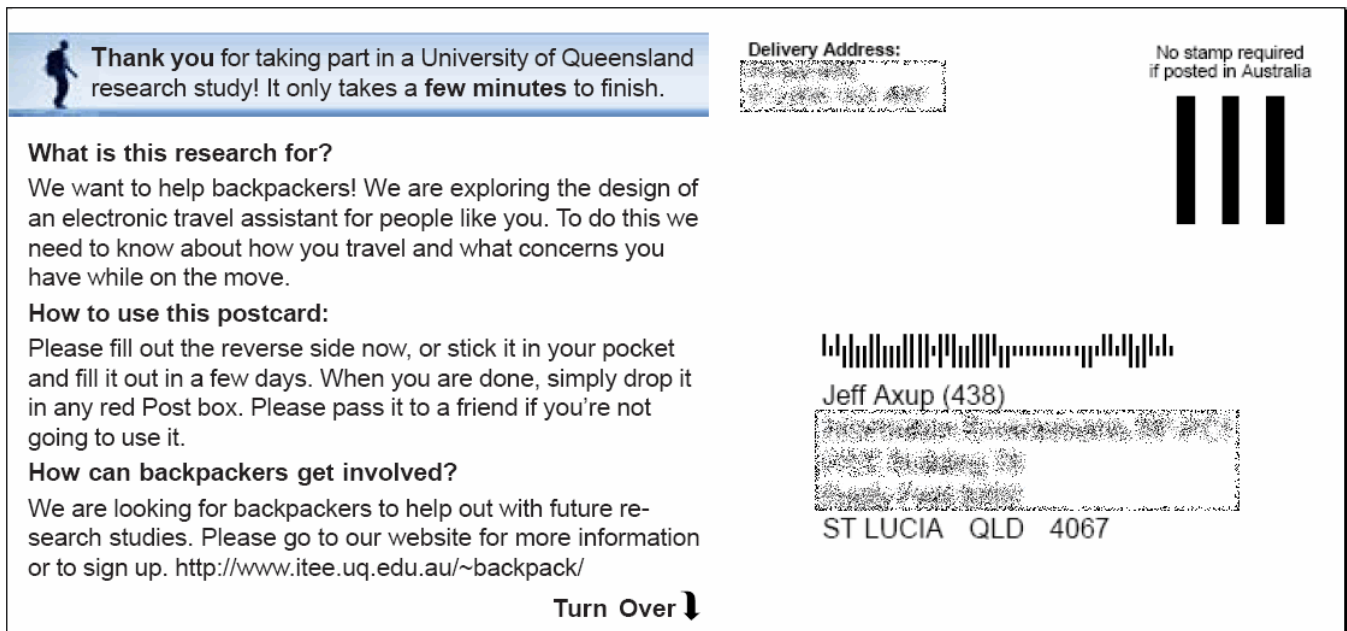 Thank you for taking part in a University of Queensland
research study! It only takes a few minutes to finish.
What is this research for?
We want to help backpackers! We are exploring the design of
an electronic travel assistant for people like you. To do this we
need to know about how you travel and what concerns you
have while on the move.
How to use this postcard:
Please fill out the reverse side now, or stick it in your pocket
and fill it out in a few days. When you are done, simply drop it
in any red Post box. Please pass it to a friend if you're not
going to use it.
How can backpackers get involved?
We are looking for backpackers to help out with future re-
search studies. Please go to our website for more information
or to sign up. http://www.itee.uq.edu.au/~backpack/
Turn Over
Delivery Address:
No stamp required
if posted in Australia
Jeff Axup (438)
ST LUCIA QLD 4067